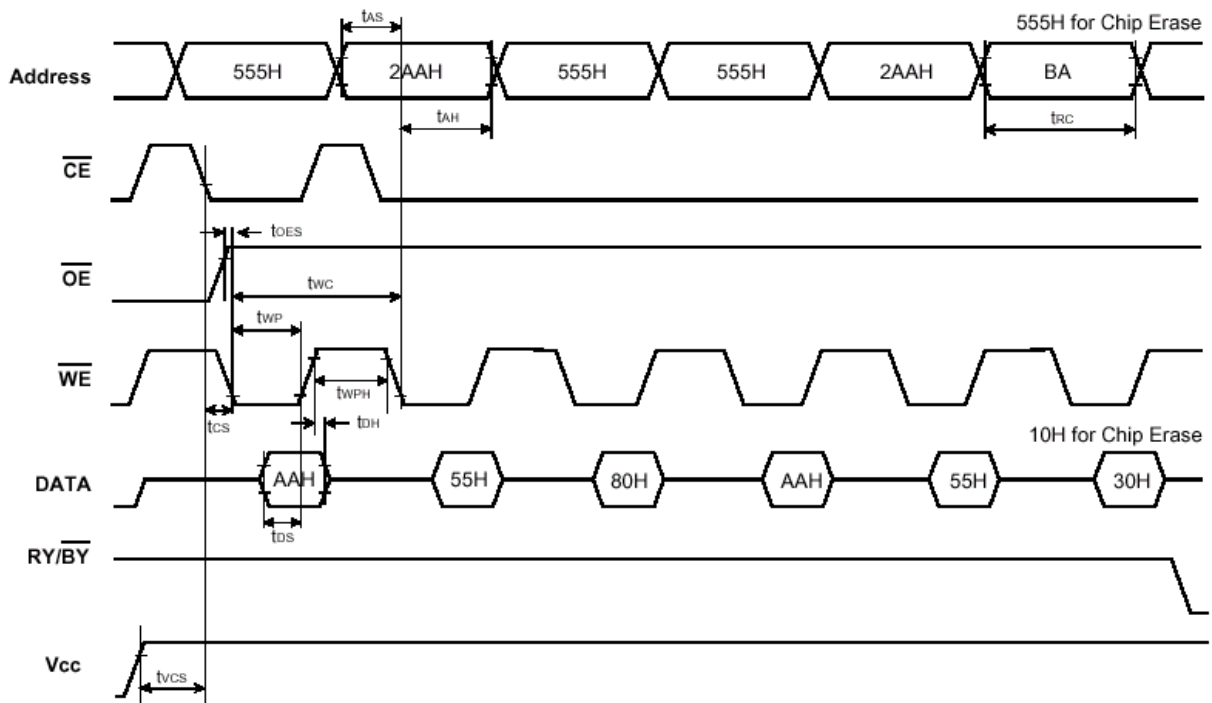 tAS
555H for Chip Erase
Address 555H 2AAH 555H 555H 2AAH BA
tAH tRC
CE
tOES
OE
tWC
tWP
WE
tWPH
tCS tDH
10H for Chip Erase
DATA AAH 55H 80H AAH 55H 30H
tDS
RY/BY
Vcc
tVCS